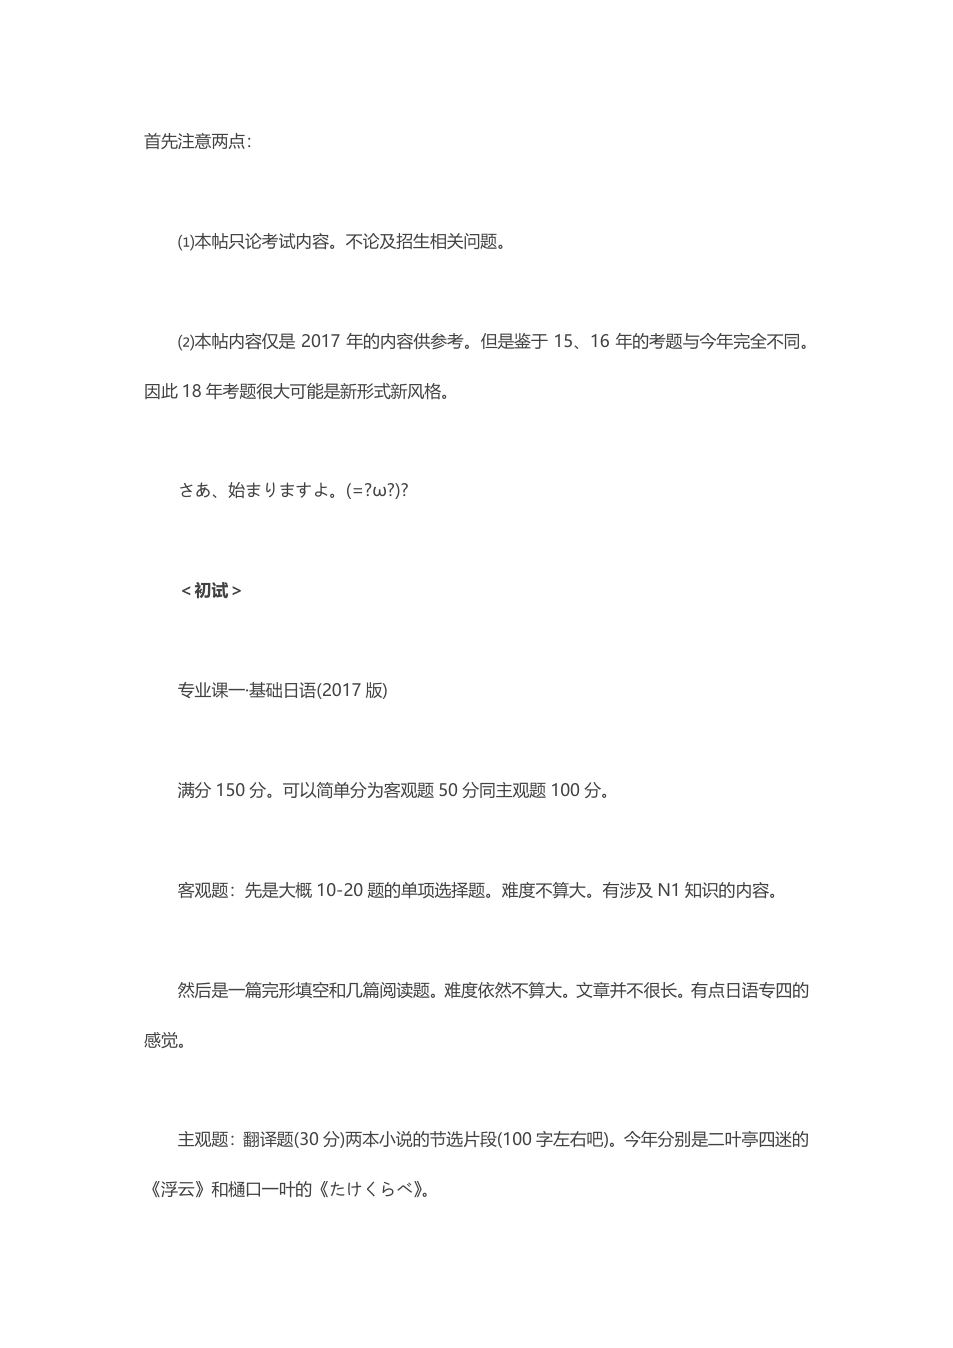 首先注意两点：
⑴本帖只论考试内容。不论及招生相关问题。
⑵本帖内容仅是 2017 年的内容供参考。但是鉴于 15、16 年的考题与今年完全不同。
因此 18 年考题很大可能是新形式新风格。
さあ、始まりますよ。(=?ω?)?
＜初试＞
专业课一·基础日语(2017 版)
满分 150 分。可以简单分为客观题 50 分同主观题 100 分。
客观题：先是大概 10-20 题的单项选择题。难度不算大。有涉及 N1 知识的内容。
然后是一篇完形填空和几篇阅读题。难度依然不算大。文章并不很长。有点日语专四的
感觉。
主观题：翻译题(30 分)两本小说的节选片段(100 字左右吧)。今年分别是二叶亭四迷的
《浮云》和樋口一叶的《たけくらべ》。